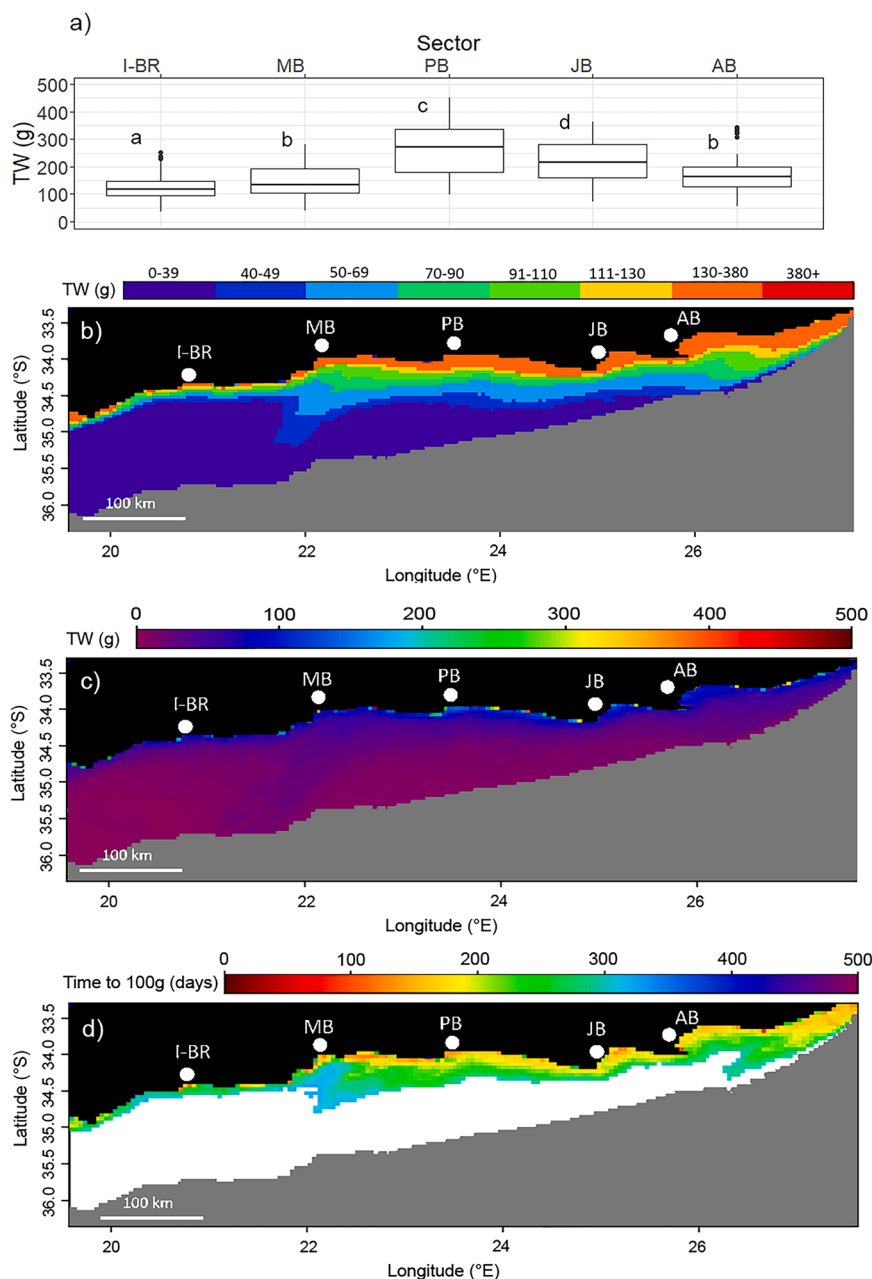 a)
Sector
I-BR MB PB JB AB
TW (g)
500
400
300
200
100
0
a b c d b
TW (g) 0-39 40-49 50-69 70-90 91-110 111-130 130-380 380+
b)
I-BR MB PB JB AB
Latitude (°S)
33.5
34.0
34.5
35.0
35.5
36.0
100 km
20 22 24 26
Longitude (°E)
0 100 200 300 400 500
TW (g)
c)
I-BR MB PB JB AB
Latitude (°S)
33.5
34.0
34.5
35.0
35.5
36.0
100 km
20 22 24 26
Longitude (°E)
0 100 200 300 400 500
Time to 100g (days)
d)
I-BR MB PB JB AB
Latitude (°S)
33.5
34.0
34.5
35.0
35.5
36.0
100 km
20 22 24 26
Longitude (°E)